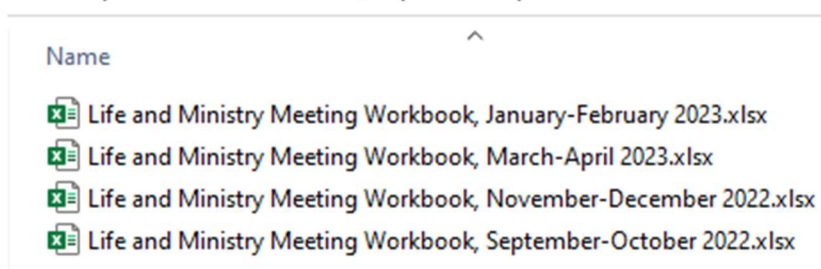 Name
Life and Ministry Meeting Workbook, January-February 2023.xlsx
Life and Ministry Meeting Workbook, March-April 2023.xlsx
Life and Ministry Meeting Workbook, November-December 2022.xlsx
Life and Ministry Meeting Workbook, September-October 2022.xlsx